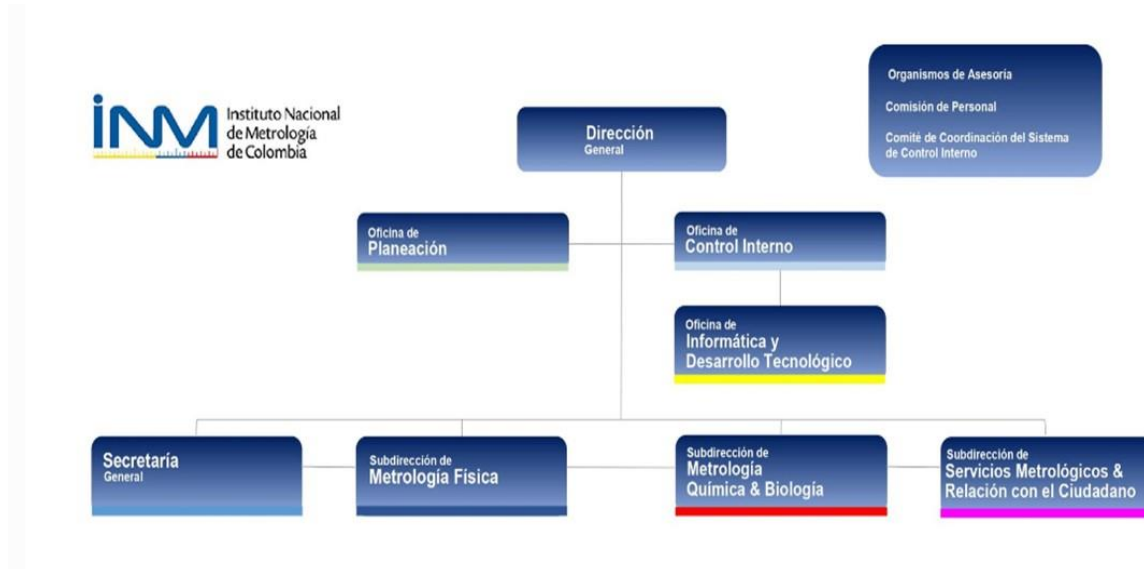 INM
Instituto Nacional
de Metrología
de Colombia
Organismos de Asesoría
Comisión de Personal
Comité de Coordinación del Sistema
de Control Interno
Dirección
General
Oficina de
Planeación
Oficina de
Control Interno
Oficina de
Informática y
Desarrollo Tecnológico
Secretaría
General
Subdirección de
Metrología Física
Subdirección de
Metrología
Química & Biología
Subdirección de
Servicios Metrológicos &
Relación con el Ciudadano